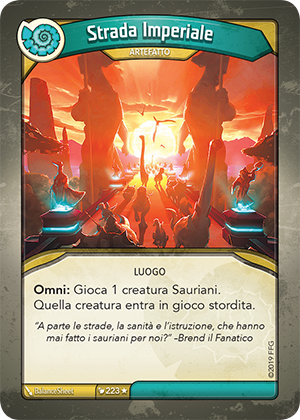 Strada Imperiale
ARTEFATTO
LUOGO
Omni: Gioca 1 creatura Sauriani.
Quella creatura entra in gioco stordita.
“A parte le strade, la sanità e l’istruzione, che hanno
mai fatto i sauriani per noi?” -Brend il Fanatico
BalanceSheet
223
©2019 FFG